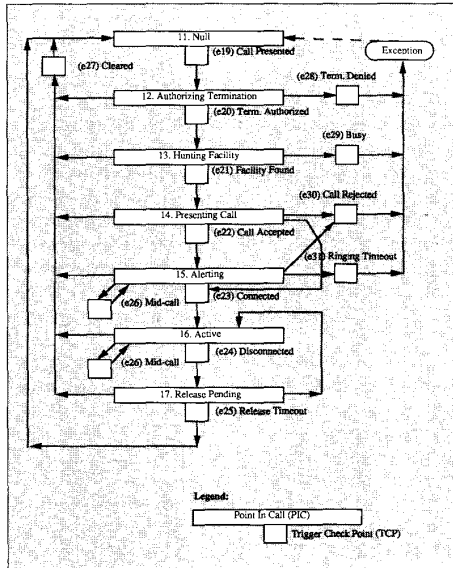 11. Null
(e19) Call Presented
Exception
(e27) Cleared
(e28) Term. Denied
12. Authorizing Termination
(e20) Term. Authorized
(e29) Busy
13. Hunting Facility
(e21) Facility Found
(e30) Call Rejected
14. Presenting Call
(e22) Call Accepted
(e31) Ringing Timeout
15. Alerting
(e26) Mid-call
(e23) Connected
16. Active
(e26) Mid-call
(e24) Disconnected
17. Release Pending
(e25) Release Timeout
Legend:
Point In Call (PIC)
Trigger Check Point (TCP)